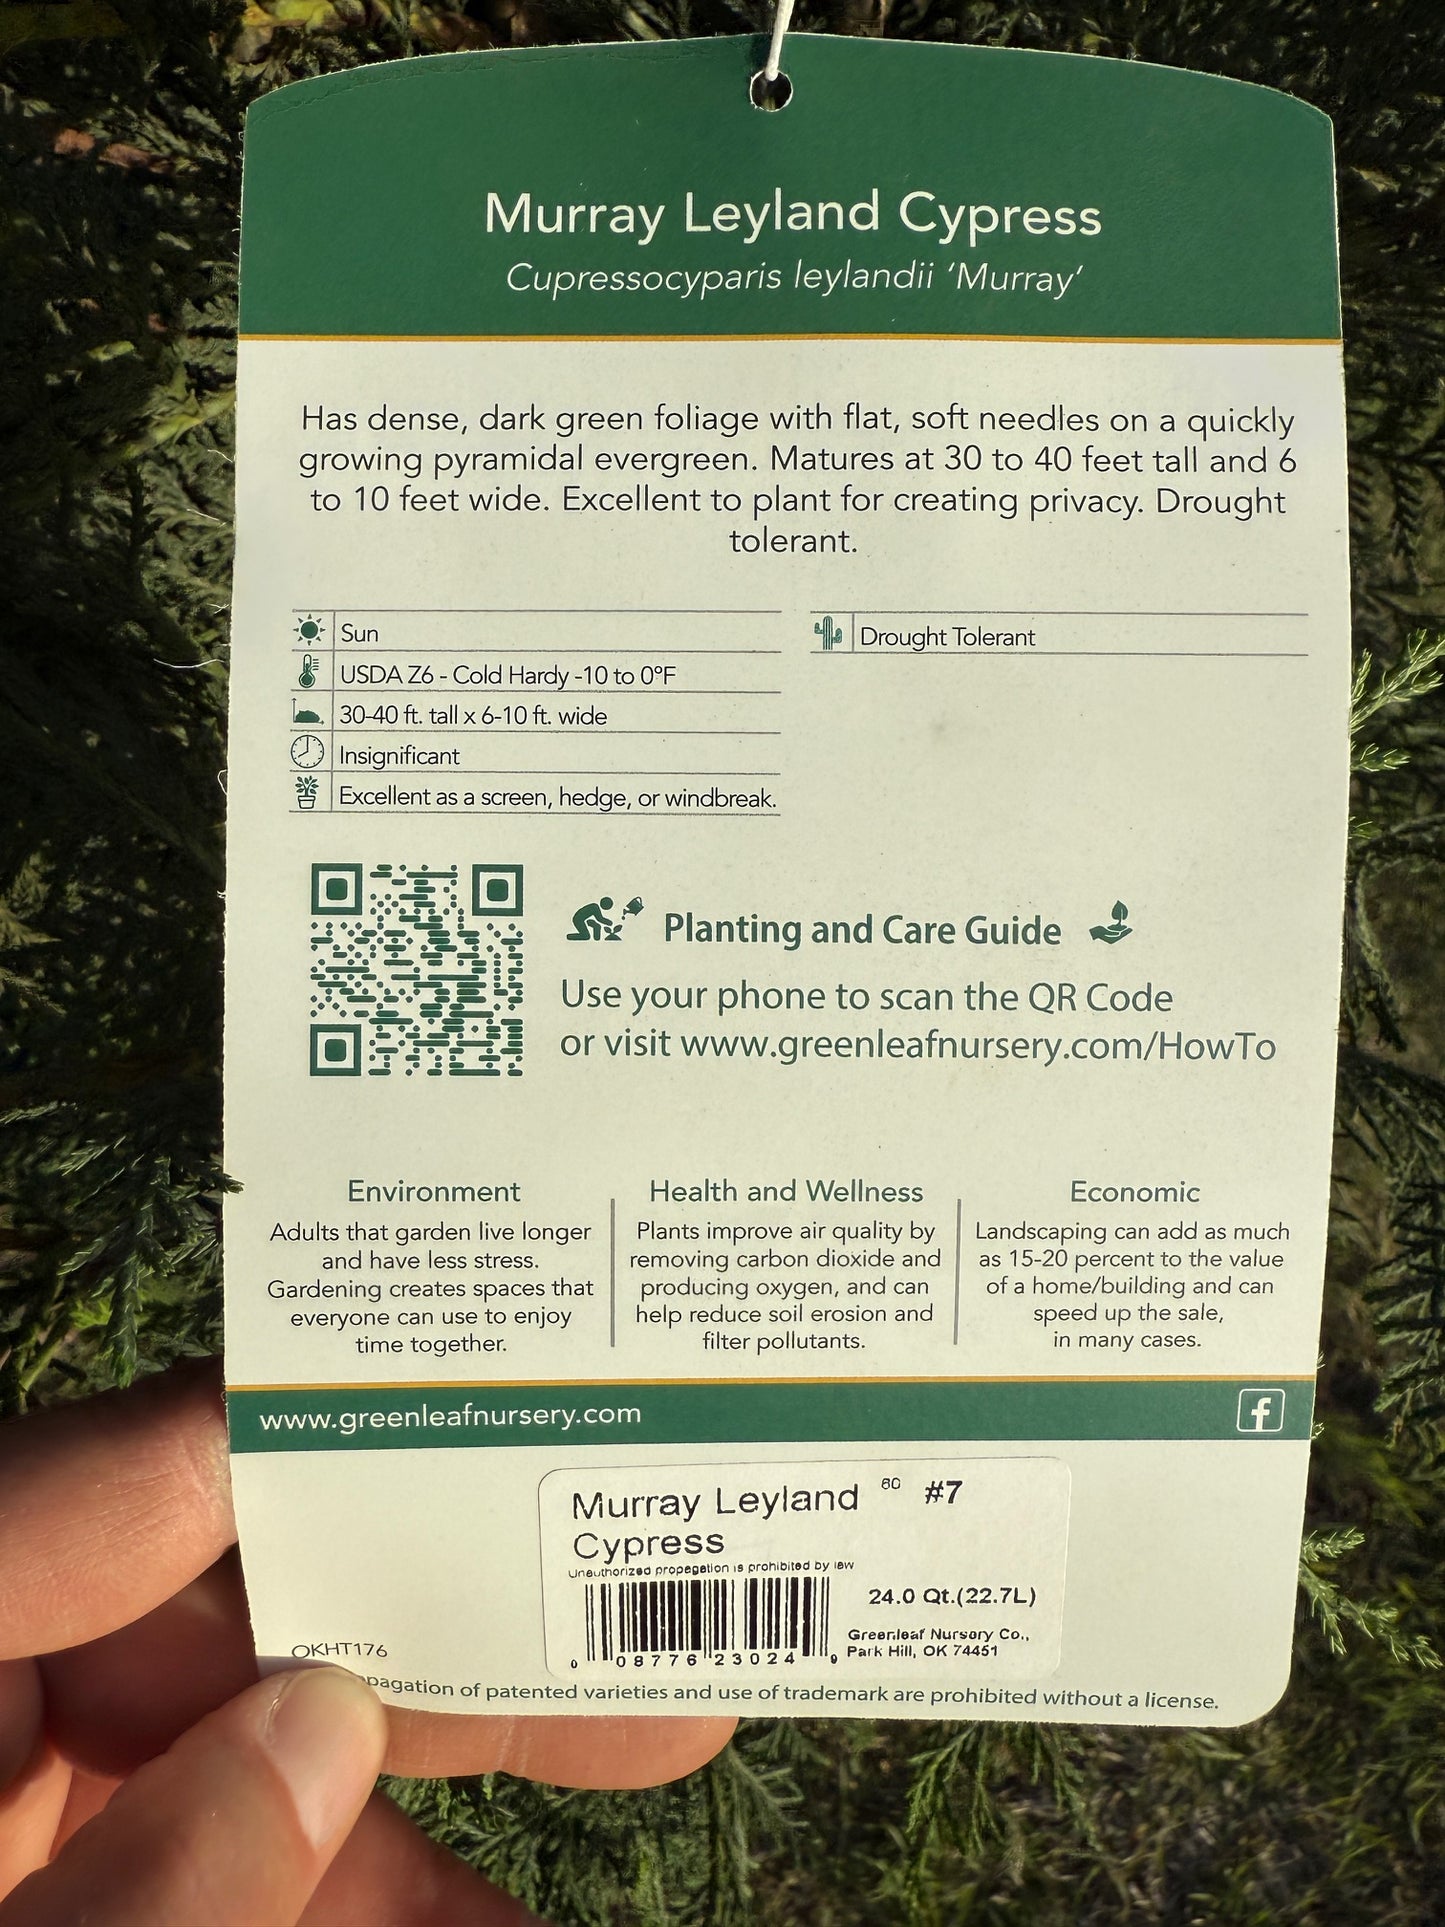 Murray Leyland Cypress
Cupressocyparis leylandii ‘Murray’
Has dense, dark green foliage with flat, soft needles on a quickly
growing pyramidal evergreen. Matures at 30 to 40 feet tall and 6
to 10 feet wide. Excellent to plant for creating privacy. Drought
tolerant.
Sun
USDA Z6 - Cold Hardy -10 to 0°F
30-40 ft. tall x 6-10 ft. wide
Insignificant
Excellent as a screen, hedge, or windbreak.
Drought Tolerant
Planting and Care Guide
Use your phone to scan the QR Code
or visit www.greenleafnursery.com/HowTo
Environment
Adults that garden live longer
and have less stress.
Gardening creates spaces that
everyone can use to enjoy
time together.
Health and Wellness
Plants improve air quality by
removing carbon dioxide and
producing oxygen, and can
help reduce soil erosion and
filter pollutants.
Economic
Landscaping can add as much
as 15-20 percent to the value
of a home/building and can
speed up the sale,
in many cases.
www.greenleafnursery.com
f
Murray Leyland 60 #7
Cypress
Unauthorized propagation is prohibited by law
24.0 Qt.(22.7L)
Greenleaf Nursery Co.,
Park Hill, OK 74451
0 08776 23024 9
OKHT176
of patented varieties and use of trademark are prohibited without a license.